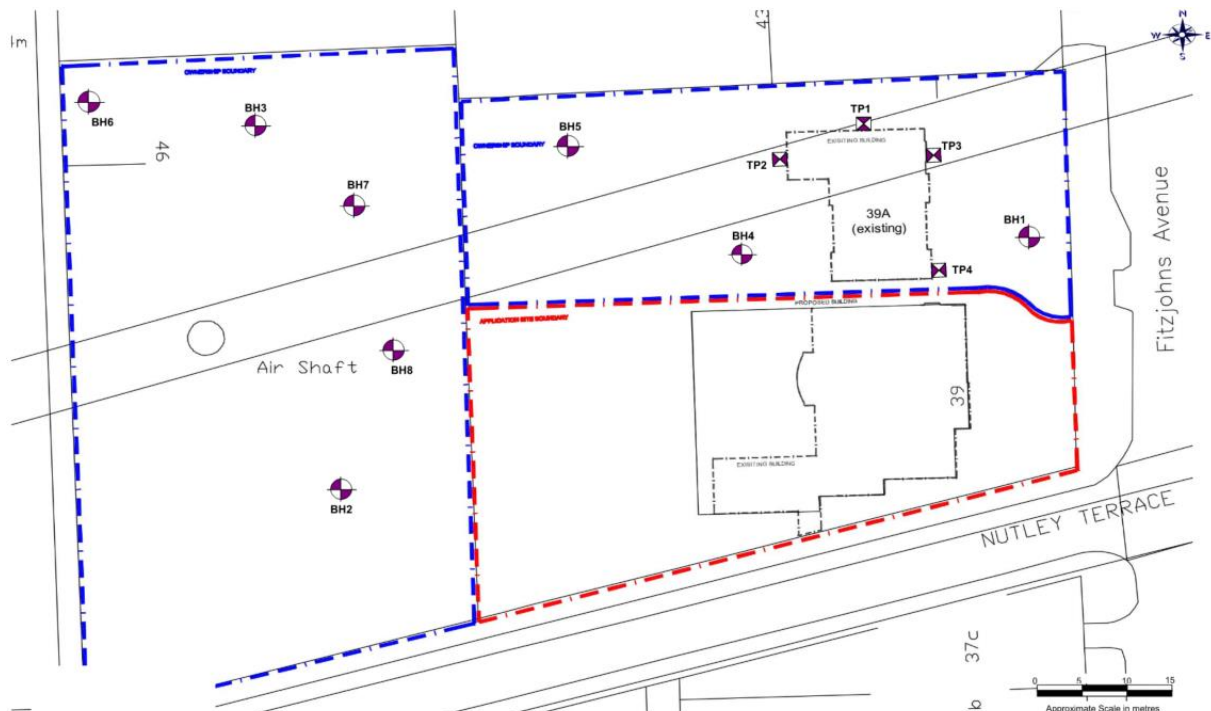 N
W E
S
43
lm
OWNERSHIP BOUNDARY
BH6
BH3
46
BH7
BH5
OWNERSHIP BOUNDARY
TP1
EXISTING BUILDING
TP2
TP3
39A
(existing)
BH4
BH1
TP4
Fitzjohns Avenue
PROPOSED BUILDING
APPLICATION SITE BOUNDARY
Air Shaft
BH8
39
EXISTING BUILDING
BH2
NUTLEY TERRACE
37c
b
0 5 10 15
Approximate Scale in metres